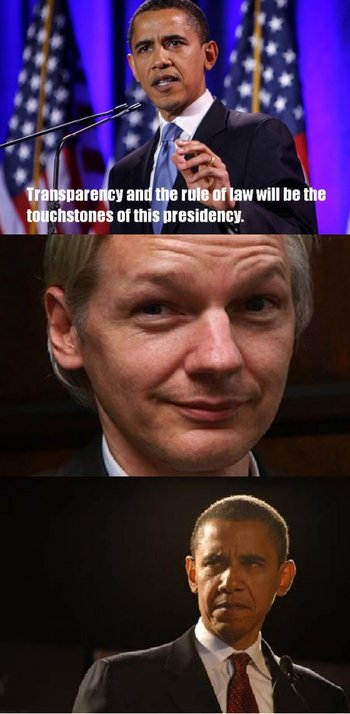 Transparency and the rule of law will be the
touchstones of this presidency.